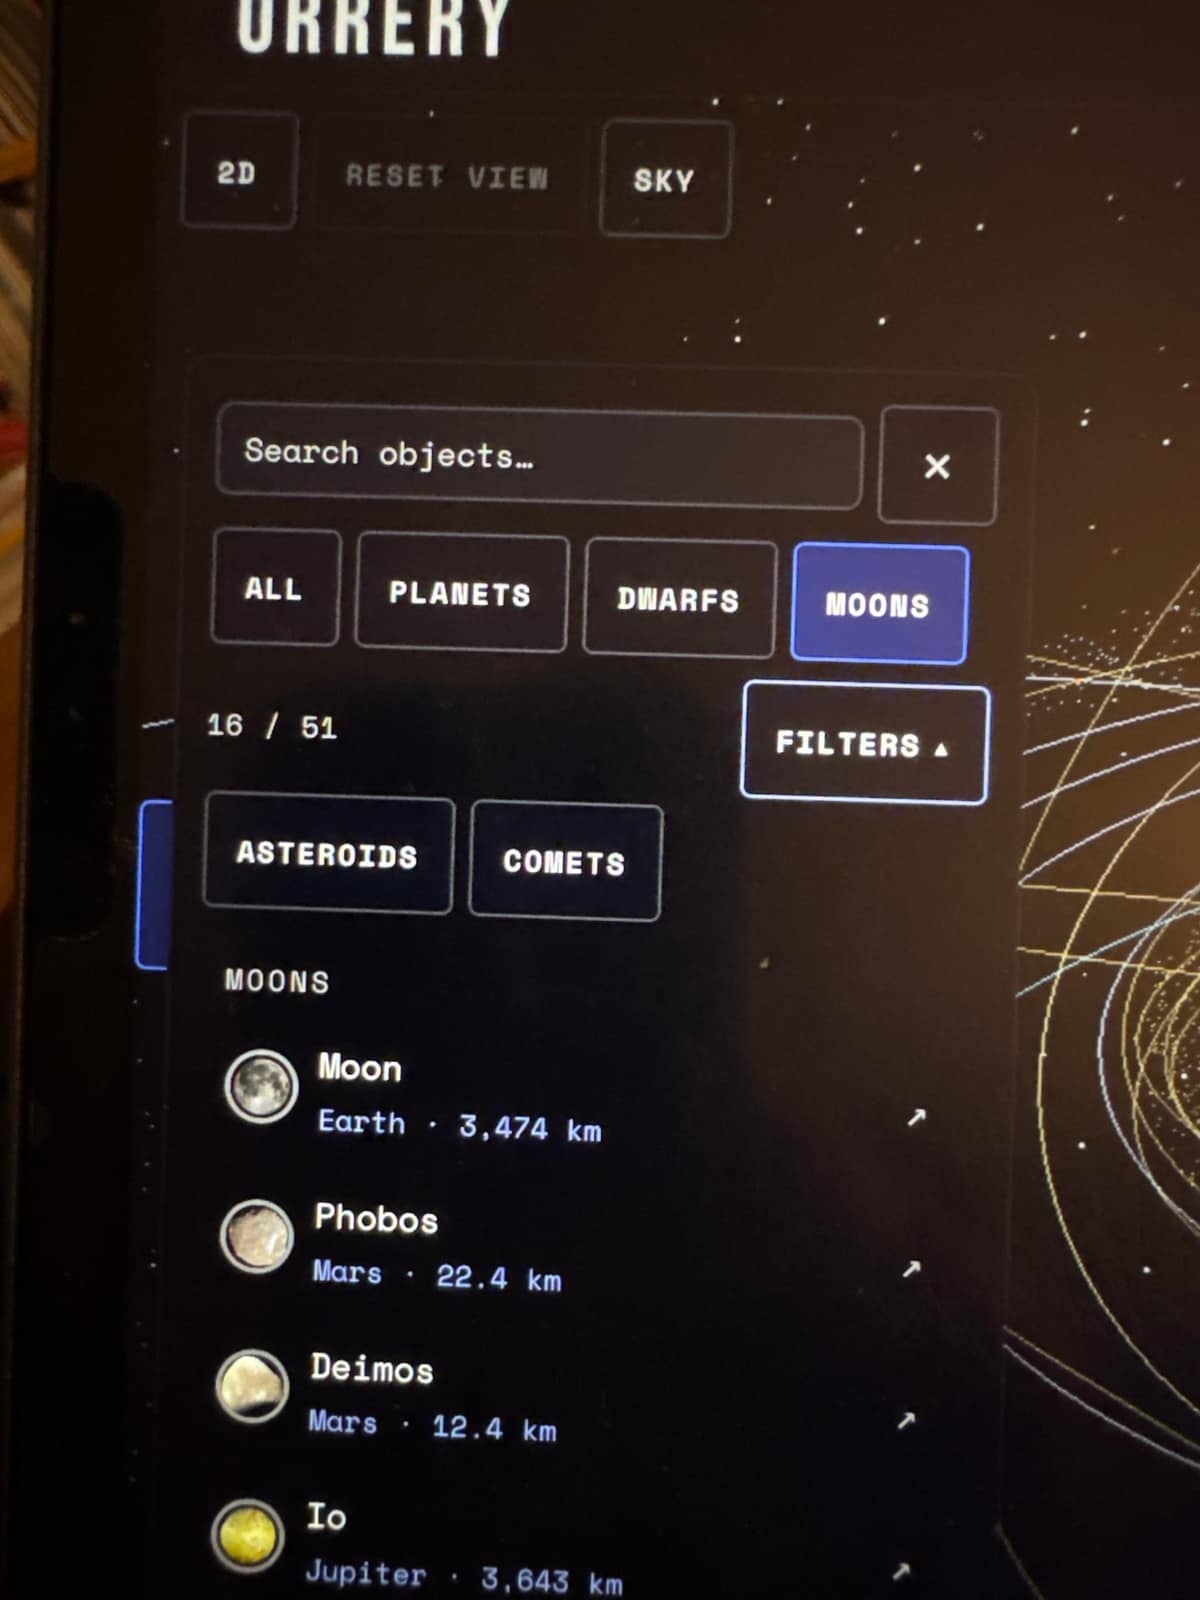 ORRERY
2D RESET VIEW SKY
Search objects… ×
ALL PLANETS DWARFS MOONS
16 / 51 FILTERS ▲
ASTEROIDS COMETS
MOONS
Moon
Earth · 3,474 km ↗
Phobos
Mars · 22.4 km ↗
Deimos
Mars · 12.4 km ↗
Io
Jupiter · 3,643 km ↗